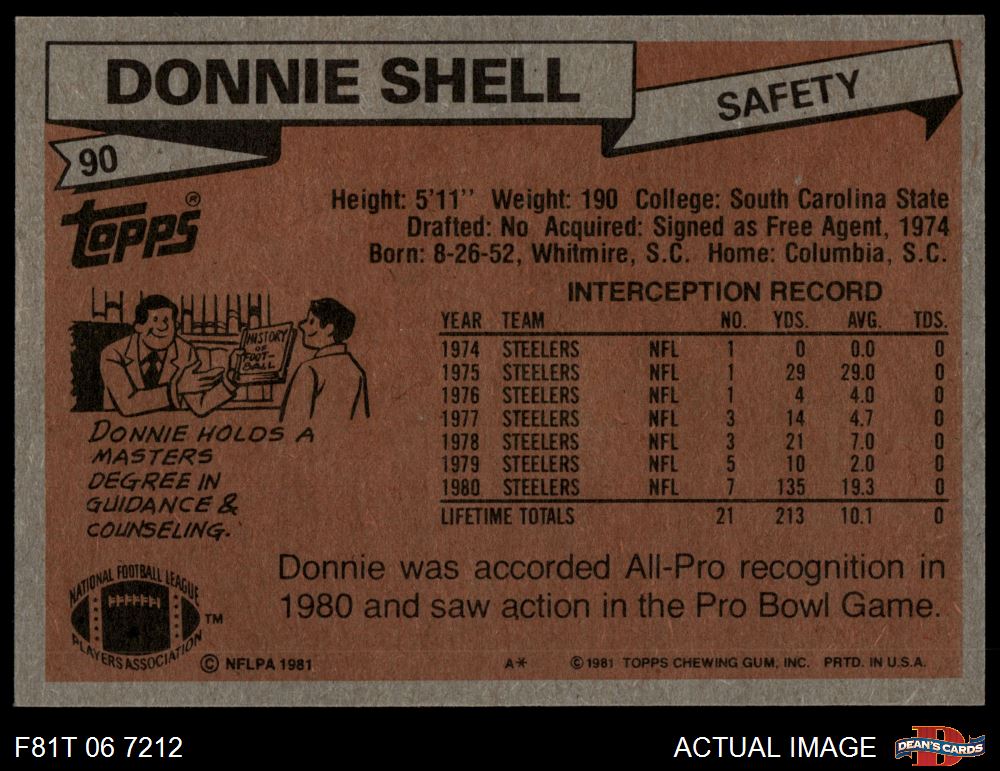 DONNIE SHELL
SAFETY
90
TOPPS ®
Height: 5'11'' Weight: 190 College: South Carolina State
Drafted: No Acquired: Signed as Free Agent, 1974
Born: 8-26-52, Whitmire, S.C. Home: Columbia, S.C.
INTERCEPTION RECORD
YEAR TEAM NO. YDS. AVG. TDS.
1974 STEELERS NFL 1 0 0.0 0
1975 STEELERS NFL 1 29 29.0 0
1976 STEELERS NFL 1 4 4.0 0
1977 STEELERS NFL 3 14 4.7 0
1978 STEELERS NFL 3 21 7.0 0
1979 STEELERS NFL 5 10 2.0 0
1980 STEELERS NFL 7 135 19.3 0
LIFETIME TOTALS 21 213 10.1 0
HISTORY
OF
FOOT-
BALL
DONNIE HOLDS A
MASTERS
DEGREE IN
GUIDANCE &
COUNSELING.
Donnie was accorded All-Pro recognition in
1980 and saw action in the Pro Bowl Game.
NATIONAL FOOTBALL LEAGUE
PLAYERS ASSOCIATION
TM
© NFLPA 1981
A* © 1981 TOPPS CHEWING GUM, INC. PRTD. IN U.S.A.
F81T 06 7212
ACTUAL IMAGE
D
DEAN'S CARDS